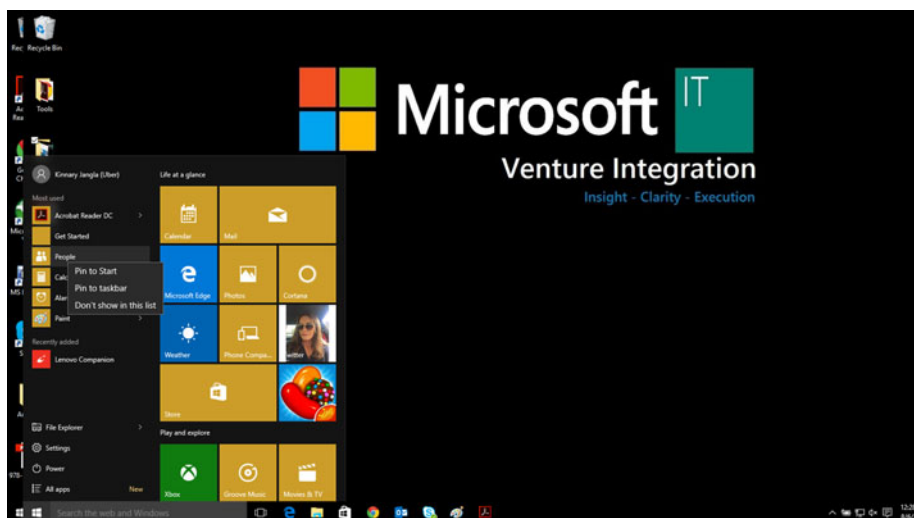 Recycle Bin
Tools
Microsoft IT
Venture Integration
Insight - Clarity - Execution
Kinnary Jangla (Uber)
Most used
Acrobat Reader DC
Get Started
People
Pin to Start
Pin to taskbar
Don't show in this list
Paint
Recently added
Lenovo Companion
File Explorer
Settings
Power
All apps New
Life at a glance
Calendar
Mail
Microsoft Edge
Photos
Cortana
Weather
Phone Compa...
Store
Play and explore
Xbox
Groove Music
Movies & TV
Search the web and Windows